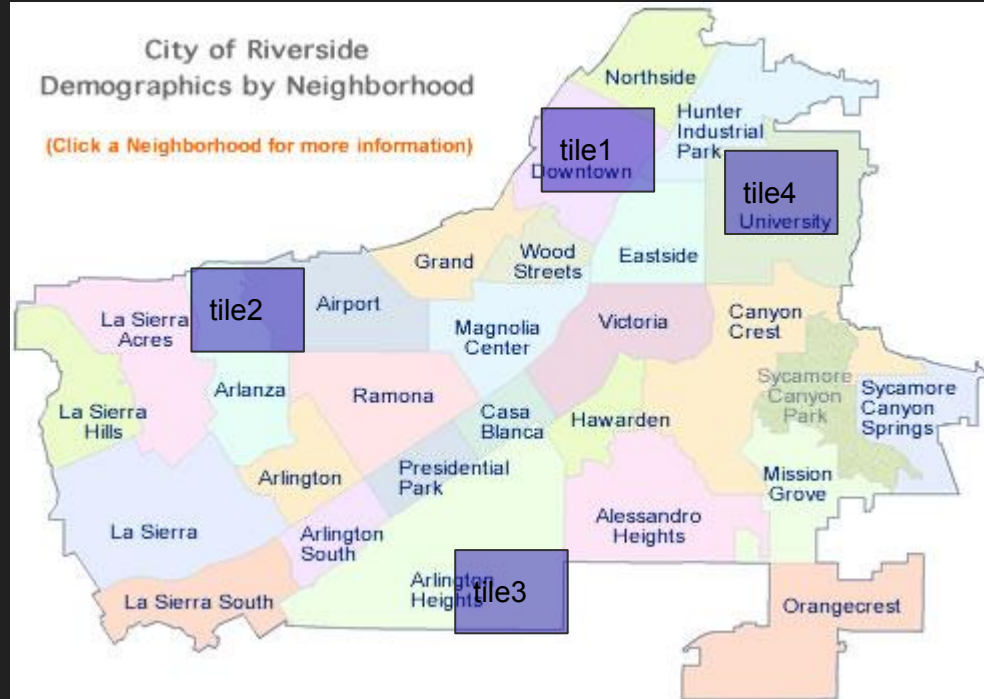 City of Riverside
Demographics by Neighborhood
(Click a Neighborhood for more information)
Northside
Hunter
Industrial
Park
tile1
Downtown
tile4
University
Grand
Wood
Streets
Eastside
tile2
Airport
La Sierra
Acres
Magnolia
Center
Victoria
Canyon
Crest
Arlanza
Ramona
Casa
Blanca
Hawarden
Sycamore
Canyon
Park
Sycamore
Canyon
Springs
La Sierra
Hills
Arlington
Presidential
Park
Mission
Grove
La Sierra
Arlington
South
Alessandro
Heights
Arlington
Heights
tile3
La Sierra South
Orangecrest